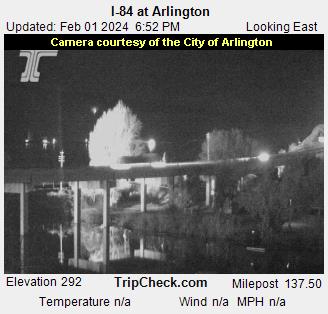 I-84 at Arlington
Updated: Feb 01 2024 6:52 PM Looking East
Camera courtesy of the City of Arlington
Elevation 292 TripCheck.com Milepost 137.50
Temperature n/a Wind n/a MPH n/a